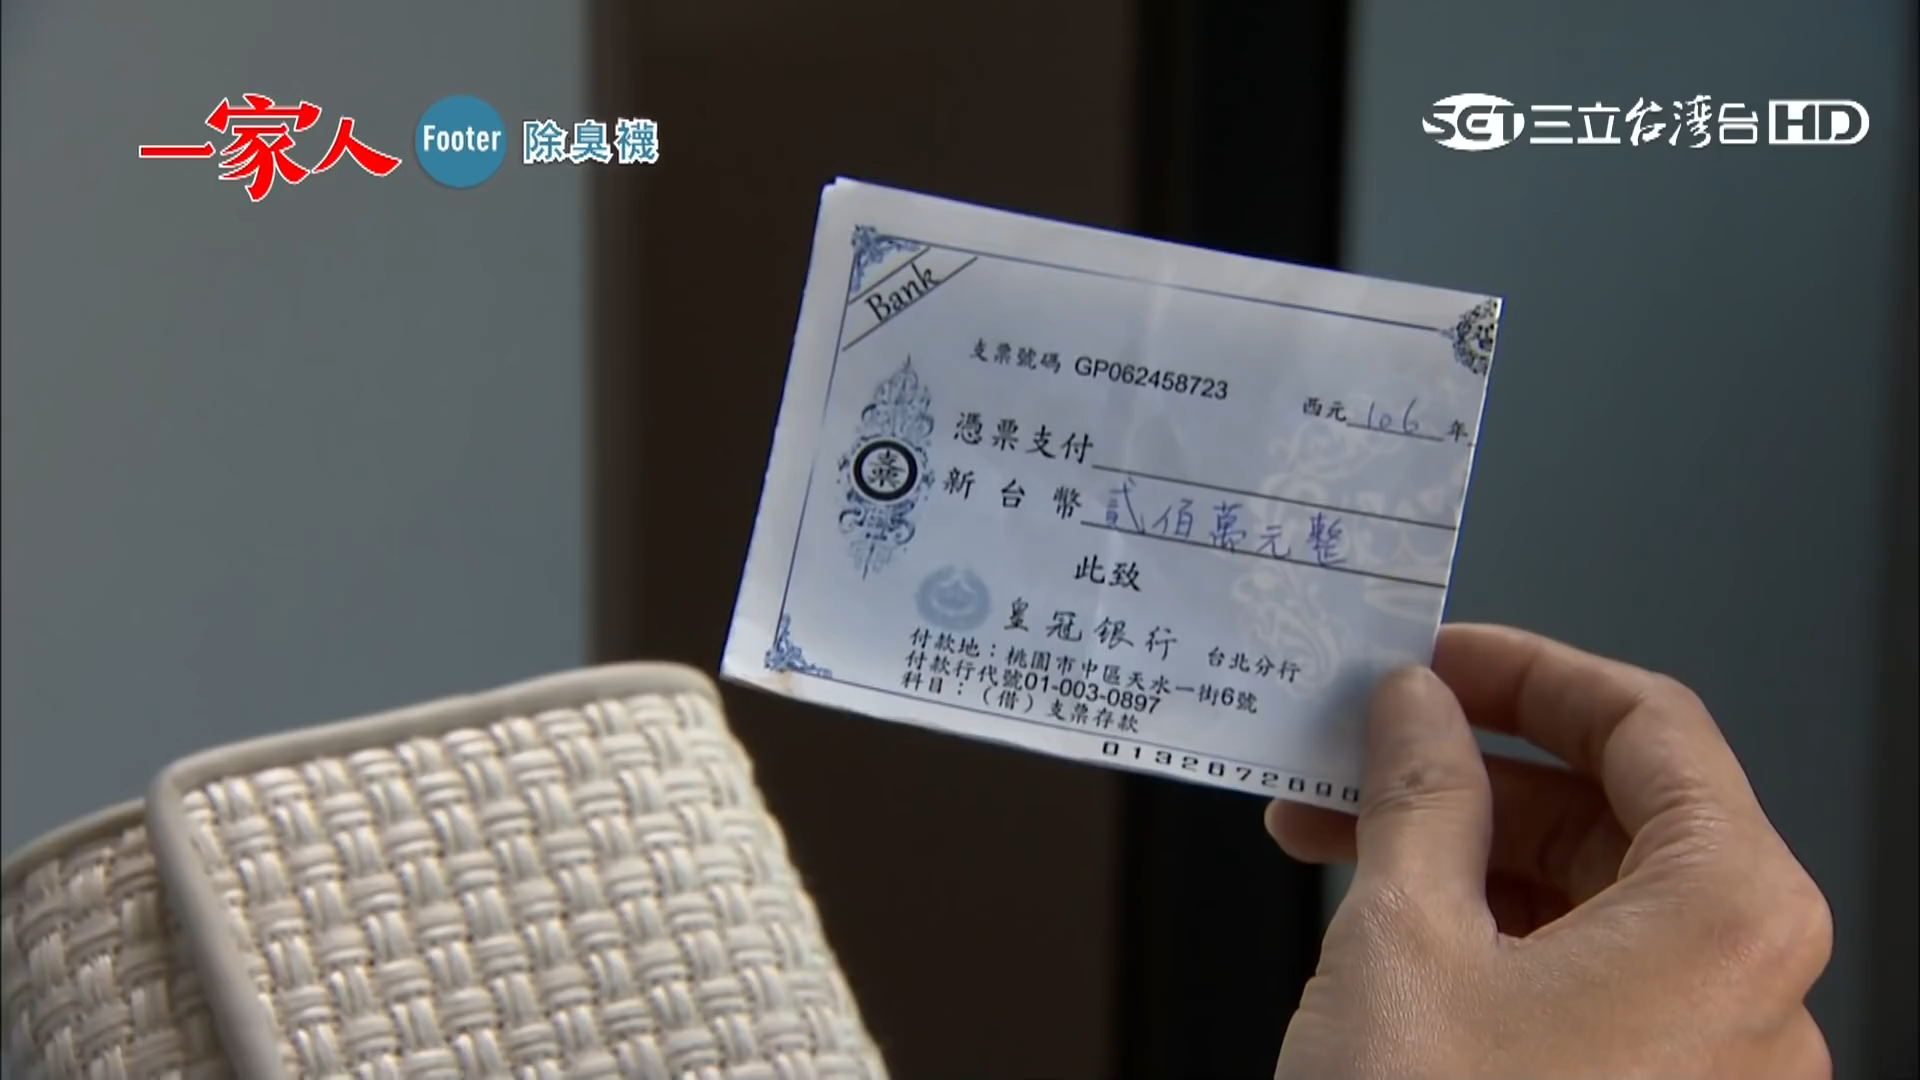 一家人 Footer 除臭襪
SET 三立台灣台 HD
Bank
支票號碼 GP062458723
西元 106 年
憑票支付
新台幣 貳佰萬元整
支票
此致
皇冠銀行 台北分行
付款地：桃園市中區天水一街6號
付款行代號01-003-0897
科目：（借）支票存款